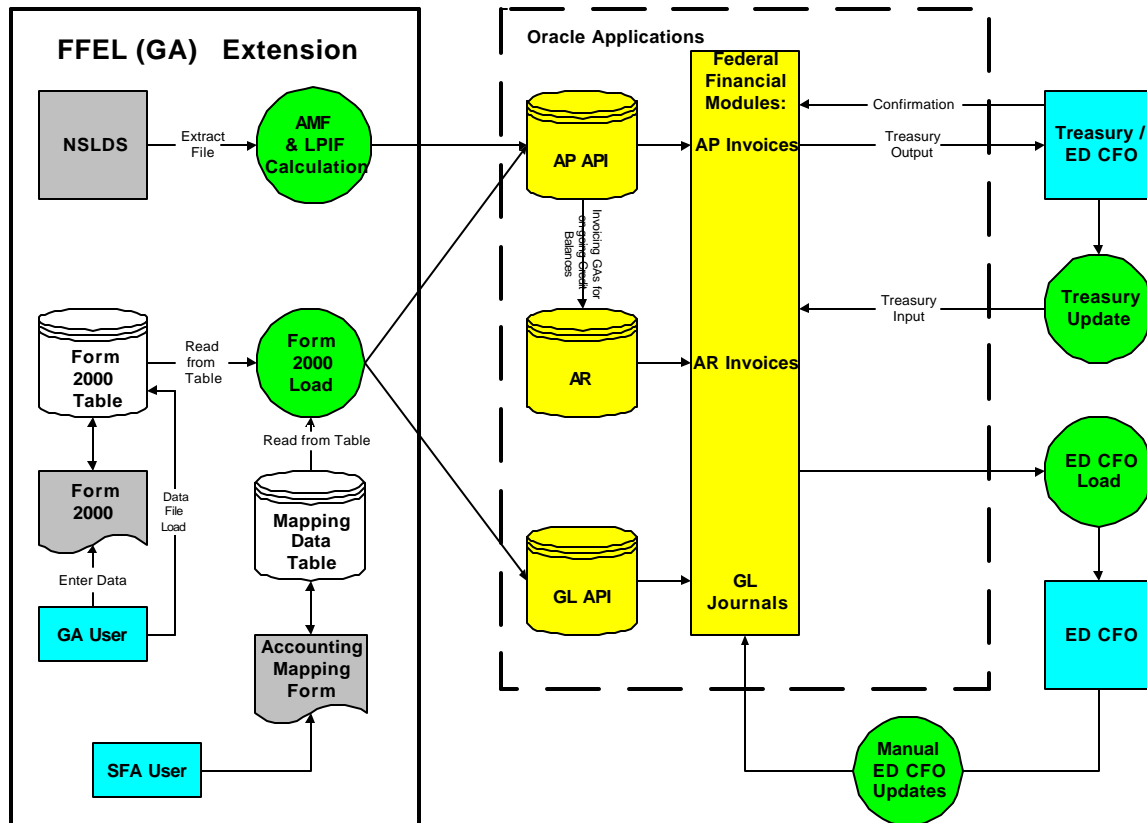 FFEL (GA) Extension
NSLDS
Extract
File
AMF
& LPIF
Calculation
Form
2000
Table
Read
from
Table
Form
2000
Load
Read from Table
Form
2000
Data
File
Load
Mapping
Data
Table
Enter Data
GA User
Accounting
Mapping
Form
SFA User
Oracle Applications
Federal
Financial
Modules:
AP API
AP Invoices
Invoicing GAs for
on-going Credit
Balances
AR
AR Invoices
GL API
GL
Journals
Confirmation
Treasury
Output
Treasury /
ED CFO
Treasury
Input
Treasury
Update
ED CFO
Load
ED CFO
Manual
ED CFO
Updates